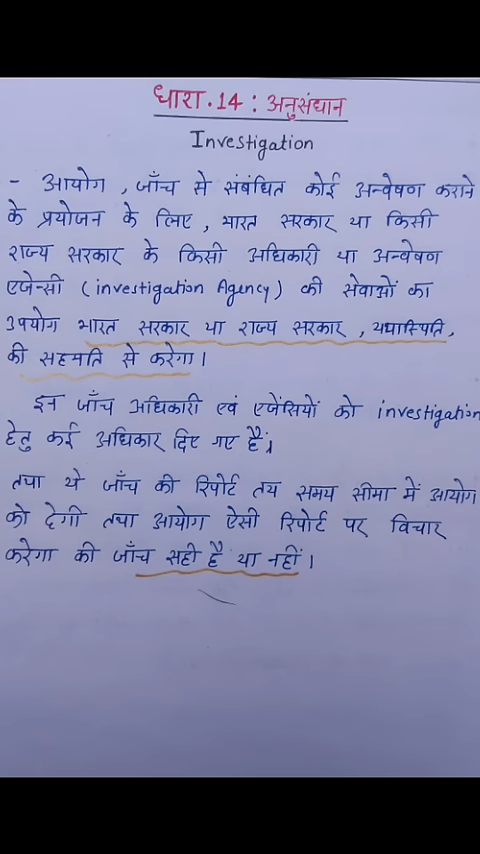 धारा.14 : अनुसंधान
Investigation
- आयोग , जाँच से संबंधित कोई अन्वेषण कराने
के प्रयोजन के लिए , भारत सरकार या किसी
राज्य सरकार के किसी अधिकारी या अन्वेषण
एजेन्सी (investigation Agency) की सेवाओं का
उपयोग भारत सरकार या राज्य सरकार , यथास्थिति ,
की सहमति से करेगा।
इन जाँच अधिकारी एवं एजेंसियों को investigation
हेतु कई अधिकार दिए गए हैं।
तथा ये जाँच की रिपोर्ट तय समय सीमा में आयोग
को देगी तथा आयोग ऐसी रिपोर्ट पर विचार
करेगा की जाँच सही है या नहीं।